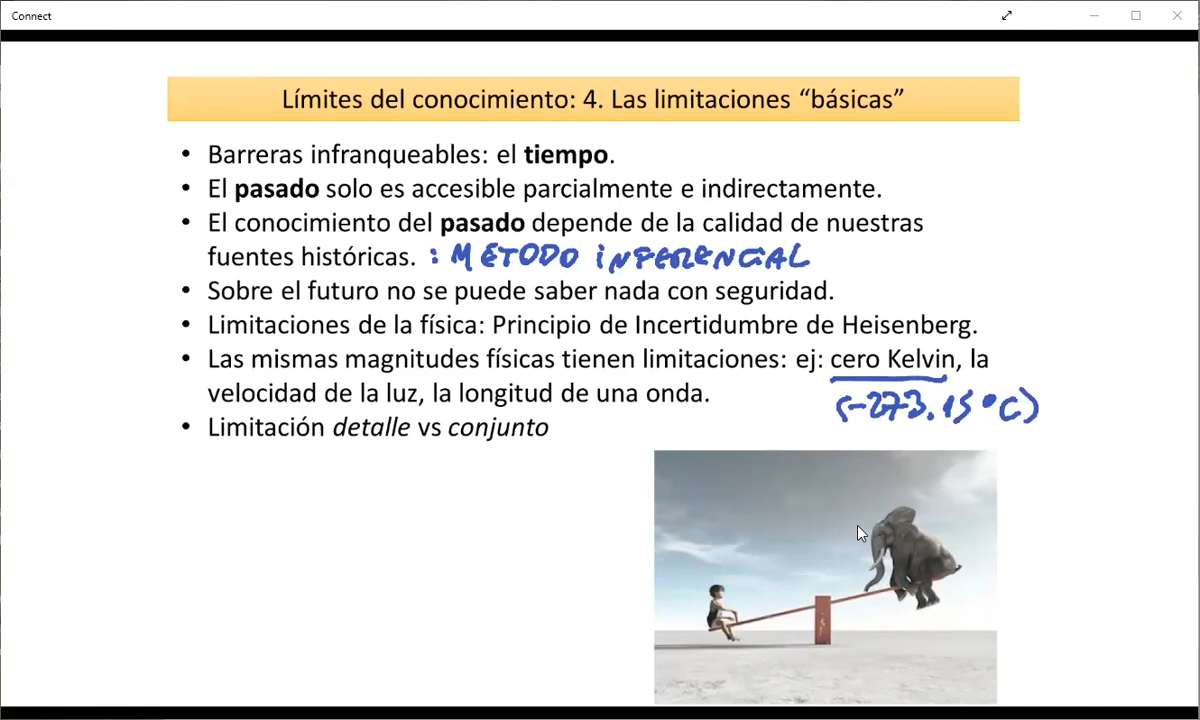 Connect
Límites del conocimiento: 4. Las limitaciones “básicas”
• Barreras infranqueables: el tiempo.
• El pasado solo es accesible parcialmente e indirectamente.
• El conocimiento del pasado depende de la calidad de nuestras
fuentes históricas. : MÉTODO INFERENCIAL
• Sobre el futuro no se puede saber nada con seguridad.
• Limitaciones de la física: Principio de Incertidumbre de Heisenberg.
• Las mismas magnitudes físicas tienen limitaciones: ej: cero Kelvin, la
velocidad de la luz, la longitud de una onda.
(-273.15°C)
• Limitación detalle vs conjunto